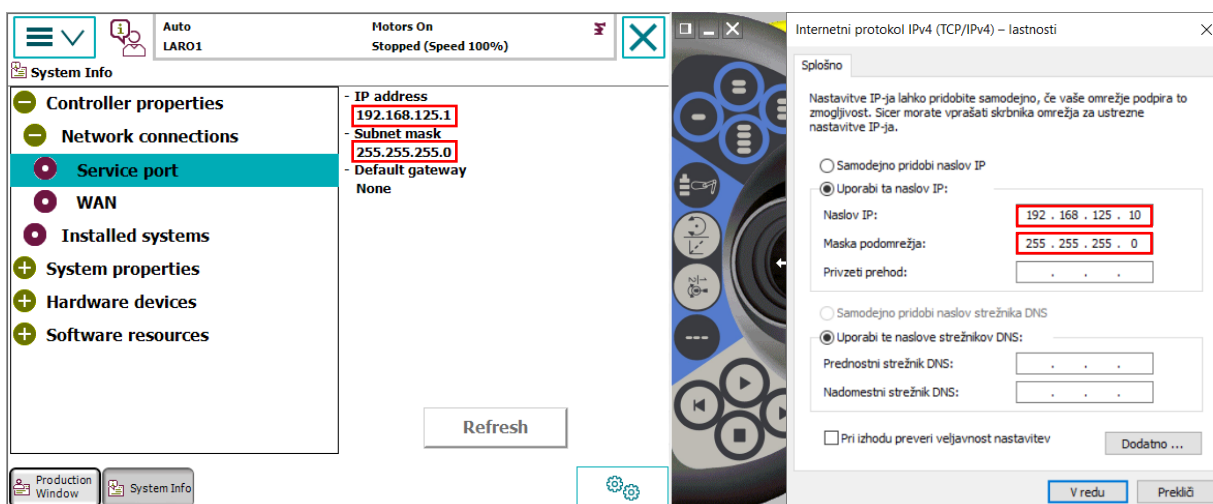 Auto
LARO1
Motors On
Stopped (Speed 100%)
System Info
Controller properties
Network connections
Service port
WAN
Installed systems
System properties
Hardware devices
Software resources
- IP address
192.168.125.1
- Subnet mask
255.255.255.0
- Default gateway
None
Refresh
Production
Window
System Info
Internetni protokol IPv4 (TCP/IPv4) – lastnosti
Splošno
Nastavitve IP-ja lahko pridobite samodejno, če vaše omrežje podpira to
zmogljivost. Sicer morate vprašati skrbnika omrežja za ustrezne
nastavitve IP-ja.
Samodejno pridobi naslov IP
Uporabi ta naslov IP:
Naslov IP:
192 . 168 . 125 . 10
Maska podomrežja:
255 . 255 . 255 . 0
Privzeti prehod:
. . .
Samodejno pridobi naslov strežnika DNS
Uporabi te naslove strežnikov DNS:
Prednostni strežnik DNS:
. . .
Nadomestni strežnik DNS:
. . .
Pri izhodu preveri veljavnost nastavitev
Dodatno ...
V redu
Prekliči